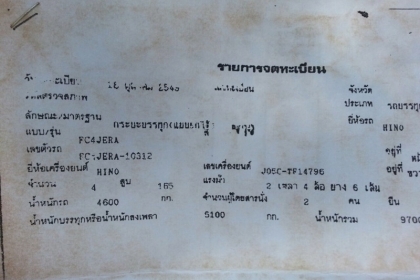 รายการจดทะเบียน
จังหวัด
ประเภท รถบรรทุก
ลักษณะ/มาตรฐาน กระบะบรรทุก ยี่ห้อรถ HINO
แบบ/รุ่น FC4JERA สี ขาว
เลขตัวรถ FC4JERA-10312 อยู่ที่
ยี่ห้อเครื่องยนต์ HINO เลขเครื่องยนต์ J05C-TF14796 อยู่ที่
จำนวน 4 สูบ 165 แรงม้า 2 เพลา 4 ล้อ ยาง 6 เส้น
น้ำหนักรถ 4600 กก. จำนวนผู้โดยสารนั่ง 2 คน ยืน
น้ำหนักบรรทุกหรือน้ำหนักลงเพลา 5100 กก. น้ำหนักรวม 9700